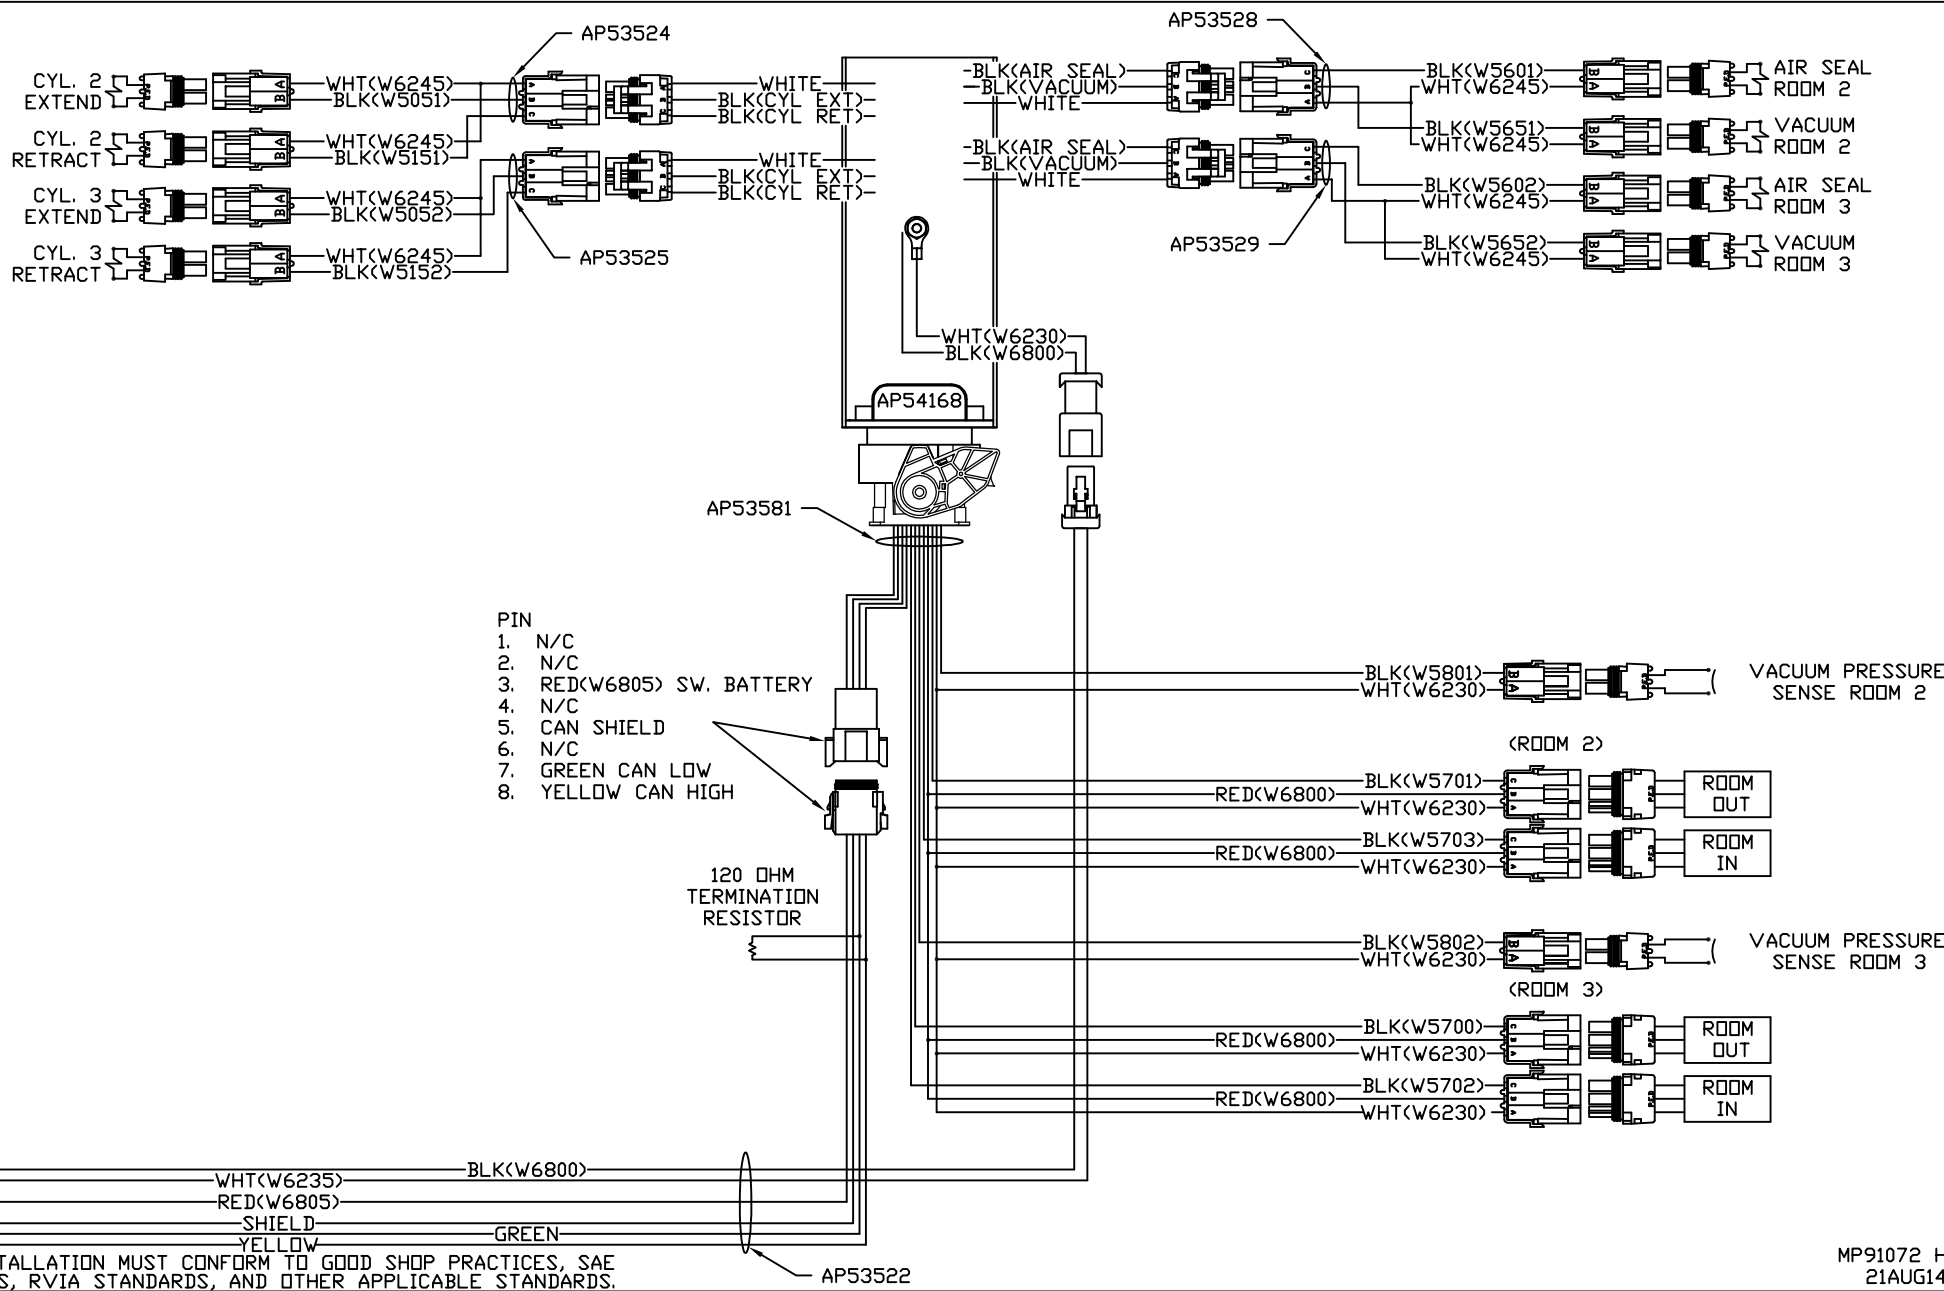 AP53524
CYL. 2
EXTEND
WHT(W6245)
BLK(W5051)
A
B
A
B
C
WHITE
BLK(CYL EXT)
BLK(CYL RET)
CYL. 2
RETRACT
WHT(W6245)
BLK(W5151)
A
B
CYL. 3
EXTEND
WHT(W6245)
BLK(W5052)
A
B
A
B
C
WHITE
BLK(CYL EXT)
BLK(CYL RET)
CYL. 3
RETRACT
WHT(W6245)
BLK(W5152)
A
B
AP53525
AP53528
BLK(AIR SEAL)
BLK(VACUUM)
WHITE
C
B
A
BLK(W5601)
WHT(W6245)
B
A
AIR SEAL
ROOM 2
BLK(W5651)
WHT(W6245)
B
A
VACUUM
ROOM 2
BLK(AIR SEAL)
BLK(VACUUM)
WHITE
C
B
A
BLK(W5602)
WHT(W6245)
B
A
AIR SEAL
ROOM 3
BLK(W5652)
WHT(W6245)
B
A
VACUUM
ROOM 3
AP53529
WHT(W6230)
BLK(W6800)
AP54168
AP53581
PIN
1. N/C
2. N/C
3. RED(W6805) SW. BATTERY
4. N/C
5. CAN SHIELD
6. N/C
7. GREEN CAN LOW
8. YELLOW CAN HIGH
120 OHM
TERMINATION
RESISTOR
BLK(W5801)
WHT(W6230)
B
A
VACUUM PRESSURE
SENSE ROOM 2
(ROOM 2)
BLK(W5701)
RED(W6800)
WHT(W6230)
C
B
A
ROOM
OUT
BLK(W5703)
RED(W6800)
WHT(W6230)
C
B
A
ROOM
IN
BLK(W5802)
WHT(W6230)
B
A
VACUUM PRESSURE
SENSE ROOM 3
(ROOM 3)
BLK(W5700)
RED(W6800)
WHT(W6230)
C
B
A
ROOM
OUT
BLK(W5702)
RED(W6800)
WHT(W6230)
C
B
A
ROOM
IN
BLK(W6800)
WHT(W6235)
RED(W6805)
SHIELD
GREEN
YELLOW
AP53522
TALLATION MUST CONFORM TO GOOD SHOP PRACTICES, SAE
S, RVIA STANDARDS, AND OTHER APPLICABLE STANDARDS.
MP91072 H
21AUG14